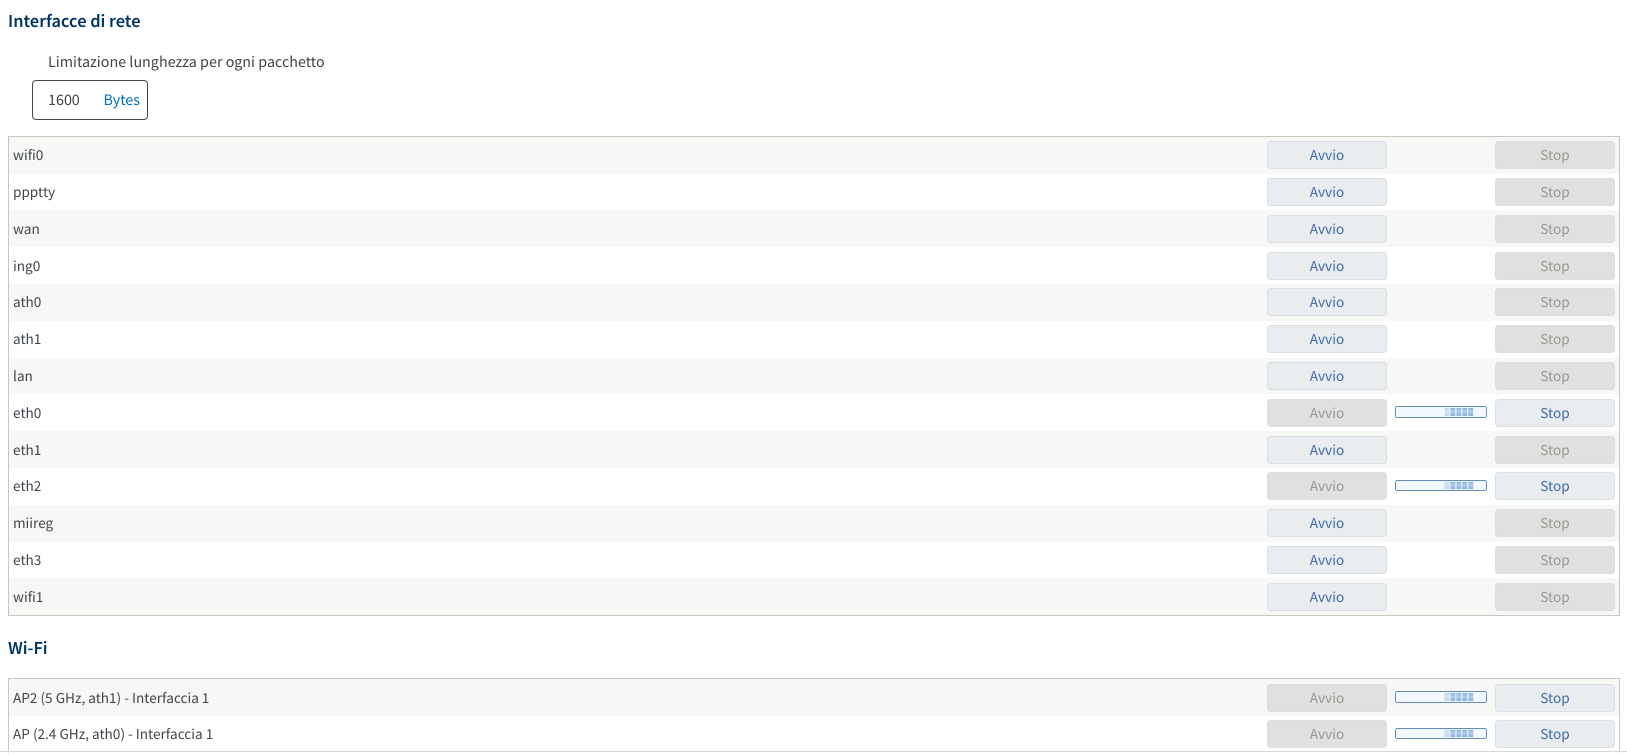 Interfacce di rete
Limitazione lunghezza per ogni pacchetto
1600 Bytes
wifi0 Avvio Stop
ppptty Avvio Stop
wan Avvio Stop
ing0 Avvio Stop
ath0 Avvio Stop
ath1 Avvio Stop
lan Avvio Stop
eth0 Avvio Stop
eth1 Avvio Stop
eth2 Avvio Stop
miireg Avvio Stop
eth3 Avvio Stop
wifi1 Avvio Stop
Wi-Fi
AP2 (5 GHz, ath1) - Interfaccia 1 Avvio Stop
AP (2.4 GHz, ath0) - Interfaccia 1 Avvio Stop